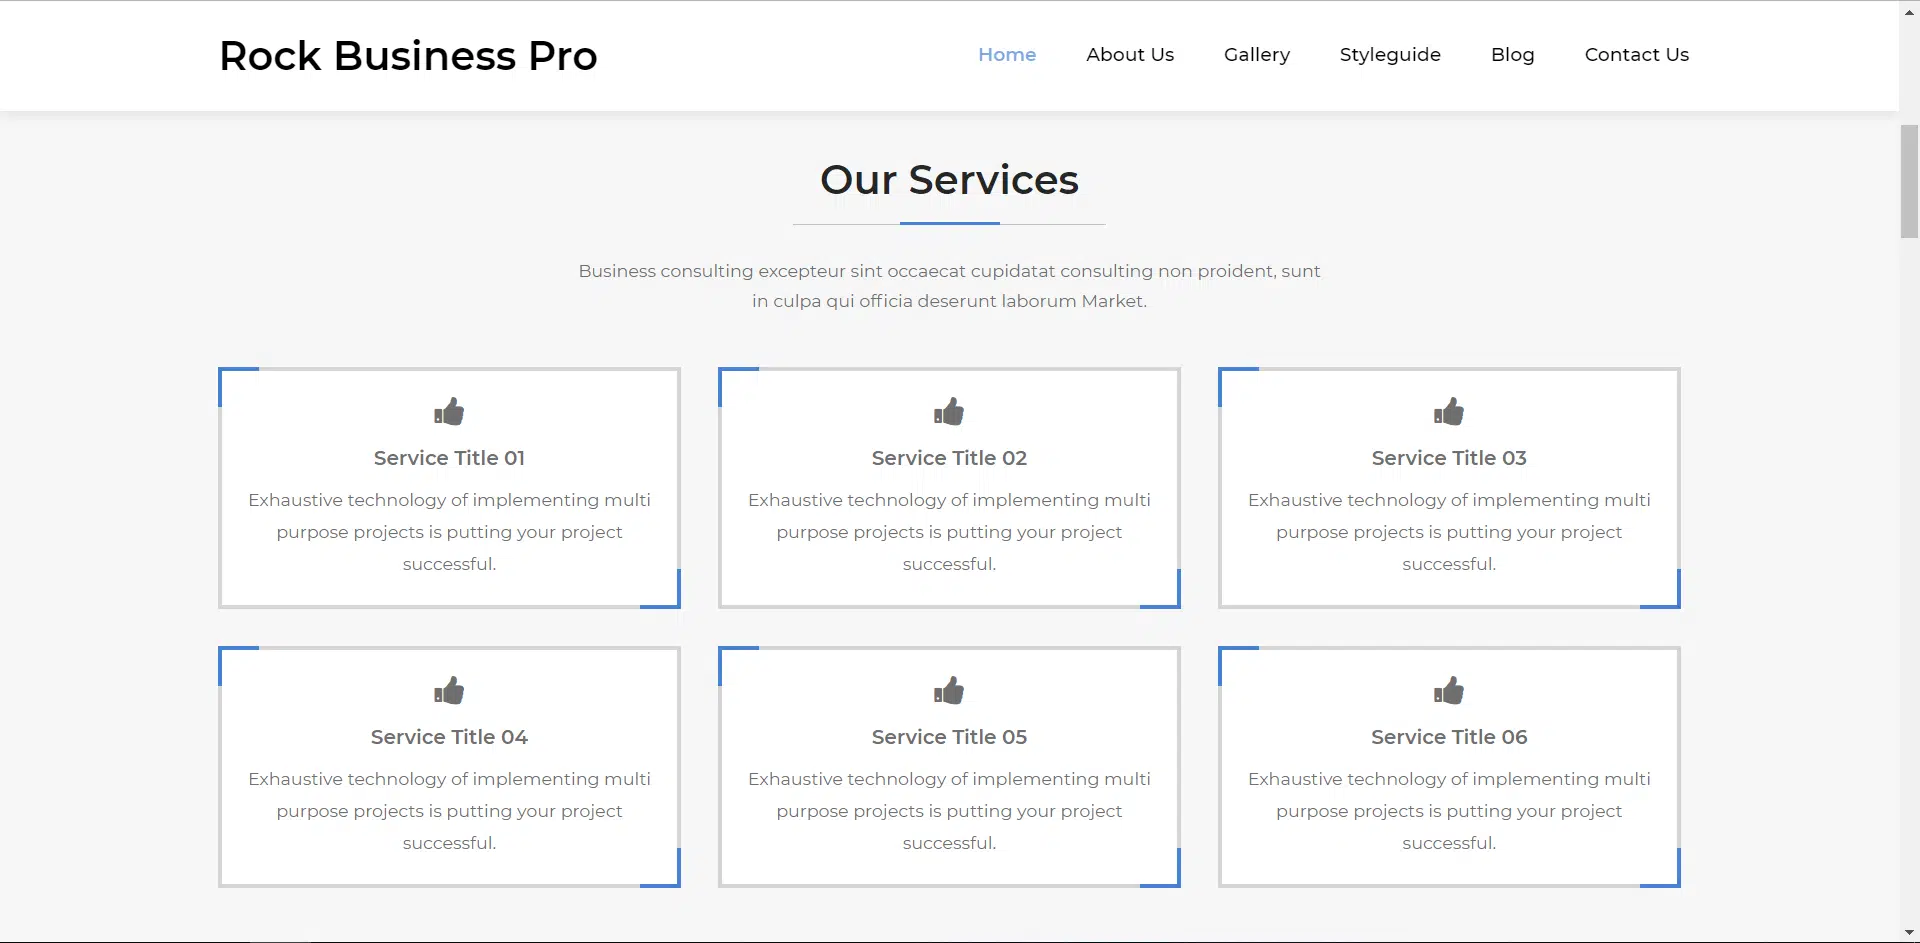 Rock Business Pro
Home
About Us
Gallery
Styleguide
Blog
Contact Us
Our Services
Business consulting excepteur sint occaecat cupidatat consulting non proident, sunt
in culpa qui officia deserunt laborum Market.
Service Title 01
Exhaustive technology of implementing multi
purpose projects is putting your project
successful.
Service Title 02
Exhaustive technology of implementing multi
purpose projects is putting your project
successful.
Service Title 03
Exhaustive technology of implementing multi
purpose projects is putting your project
successful.
Service Title 04
Exhaustive technology of implementing multi
purpose projects is putting your project
successful.
Service Title 05
Exhaustive technology of implementing multi
purpose projects is putting your project
successful.
Service Title 06
Exhaustive technology of implementing multi
purpose projects is putting your project
successful.